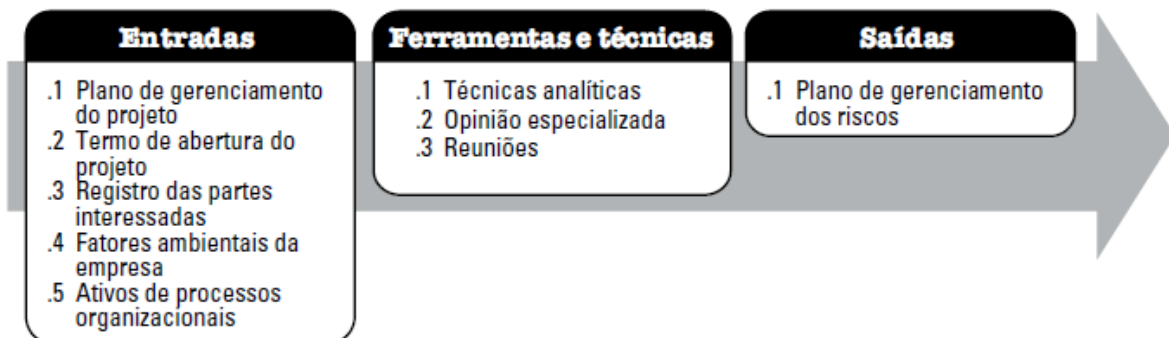 Entradas
.1 Plano de gerenciamento
do projeto
.2 Termo de abertura do
projeto
.3 Registro das partes
interessadas
.4 Fatores ambientais da
empresa
.5 Ativos de processos
organizacionais
Ferramentas e técnicas
.1 Técnicas analíticas
.2 Opinião especializada
.3 Reuniões
Saídas
.1 Plano de gerenciamento
dos riscos